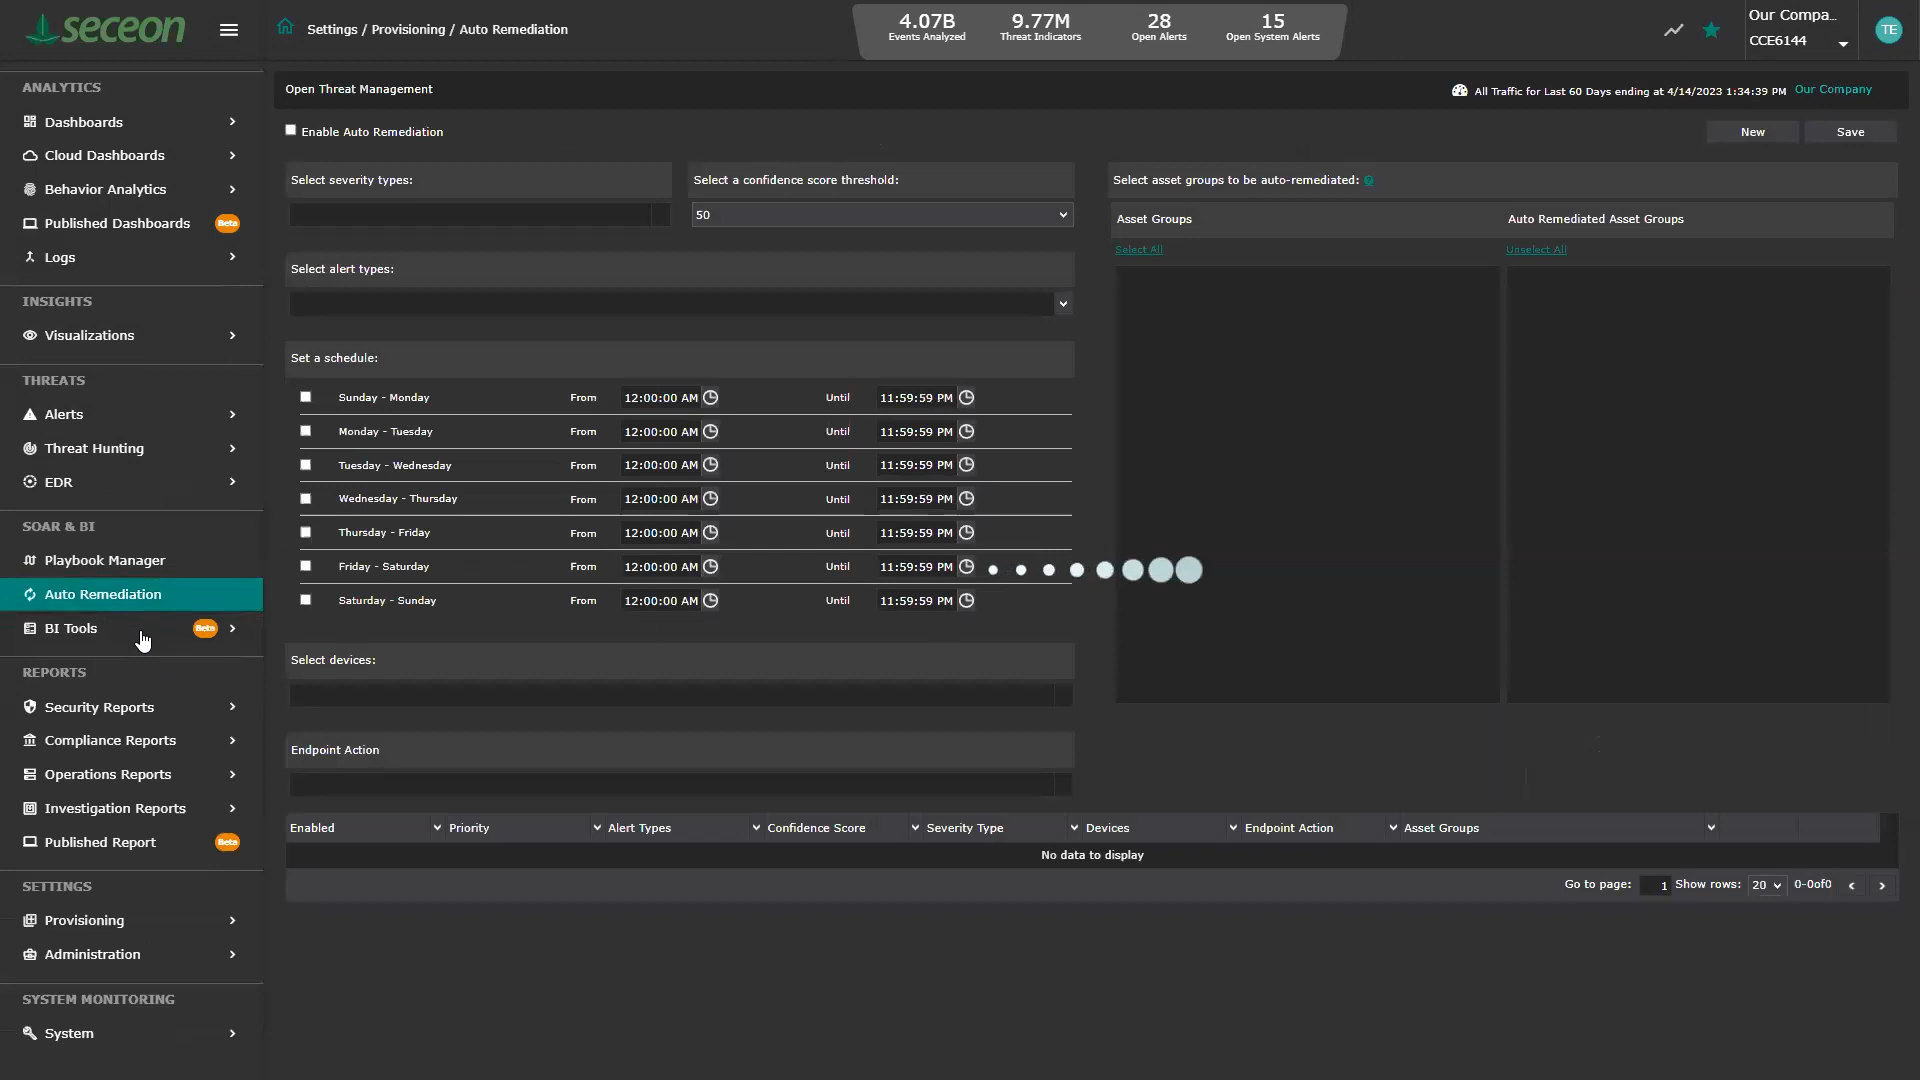 seceon
Settings / Provisioning / Auto Remediation
4.07B
Events Analyzed
9.77M
Threat Indicators
28
Open Alerts
15
Open System Alerts
Our Compa...
CCE6144
TE
ANALYTICS
Dashboards
Cloud Dashboards
Behavior Analytics
Published Dashboards Beta
Logs
INSIGHTS
Visualizations
THREATS
Alerts
Threat Hunting
EDR
SOAR & BI
Playbook Manager
Auto Remediation
BI Tools Beta
REPORTS
Security Reports
Compliance Reports
Operations Reports
Investigation Reports
Published Report Beta
SETTINGS
Provisioning
Administration
SYSTEM MONITORING
System
Open Threat Management
All Traffic for Last 60 Days ending at 4/14/2023 1:34:39 PM Our Company
Enable Auto Remediation
New Save
Select severity types:
Select a confidence score threshold:
50
Select alert types:
Set a schedule:
Sunday - Monday From 12:00:00 AM Until 11:59:59 PM
Monday - Tuesday From 12:00:00 AM Until 11:59:59 PM
Tuesday - Wednesday From 12:00:00 AM Until 11:59:59 PM
Wednesday - Thursday From 12:00:00 AM Until 11:59:59 PM
Thursday - Friday From 12:00:00 AM Until 11:59:59 PM
Friday - Saturday From 12:00:00 AM Until 11:59:59 PM
Saturday - Sunday From 12:00:00 AM Until 11:59:59 PM
Select devices:
Endpoint Action
Select asset groups to be auto-remediated:
Asset Groups Auto Remediated Asset Groups
Select All Unselect All
Enabled Priority Alert Types Confidence Score Severity Type Devices Endpoint Action Asset Groups
No data to display
Go to page: 1 Show rows: 20 0-0of0